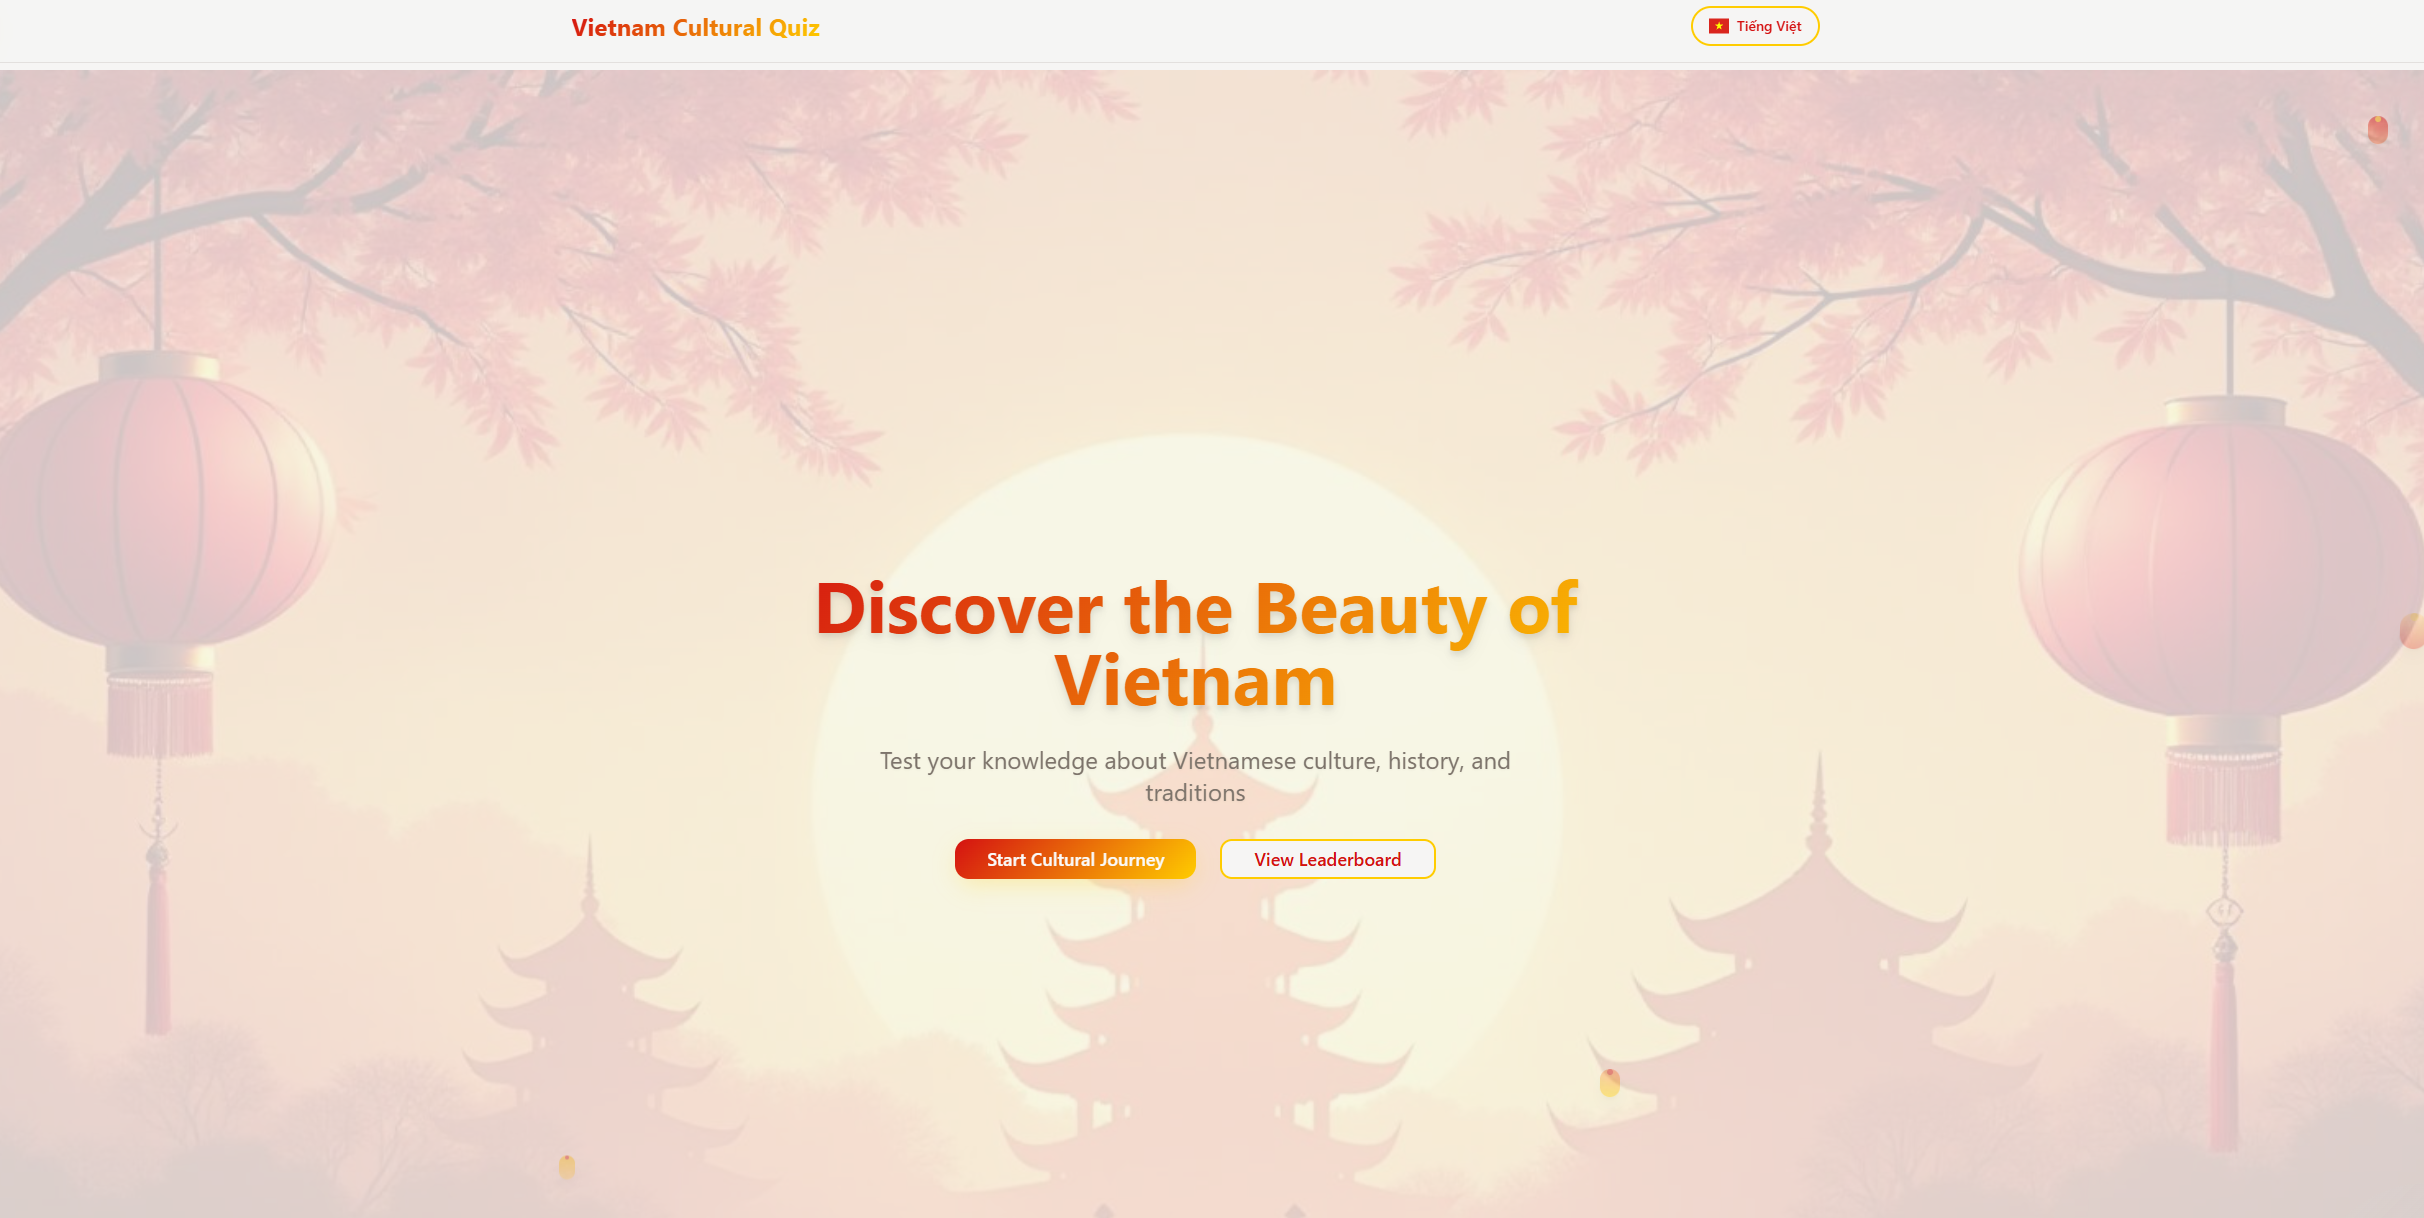 Vietnam Cultural Quiz
Tiếng Việt
Discover the Beauty of
Vietnam
Test your knowledge about Vietnamese culture, history, and
traditions
Start Cultural Journey
View Leaderboard